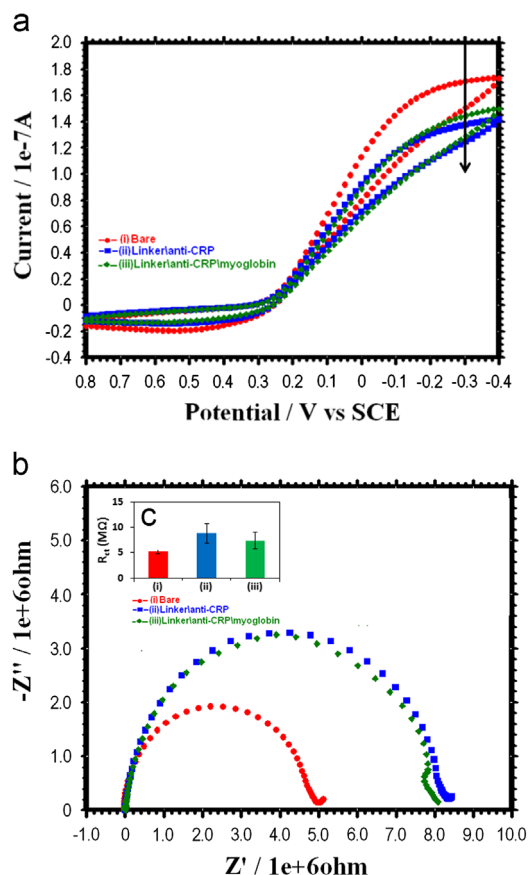 a
Current / 1e-7A
2.0
1.8
1.6
1.4
1.2
1.0
0.8
0.6
0.4
0.2
0
-0.2
-0.4
(i)Bare
(ii)Linker\anti-CRP
(iii)Linker\anti-CRP\myoglobin
0.8 0.7 0.6 0.5 0.4 0.3 0.2 0.1 0 -0.1 -0.2 -0.3 -0.4
Potential / V vs SCE
b
-Z'' / 1e+6ohm
6.0
5.0
4.0
3.0
2.0
1.0
0
C
Rct (MΩ)
15
10
5
0
(i) (ii) (iii)
(i)Bare
(ii)Linker\anti-CRP
(iii)Linker\anti-CRP\myoglobin
-1.0 0 1.0 2.0 3.0 4.0 5.0 6.0 7.0 8.0 9.0 10.0
Z' / 1e+6ohm